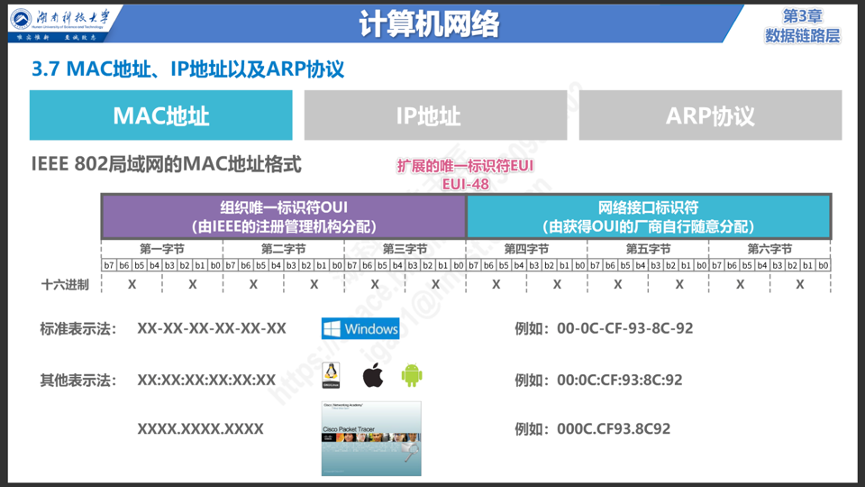 湖南科技大学
Hunan University of Science and Technology
唯实惟新 至诚致志
计算机网络
第3章
数据链路层
3.7 MAC地址、IP地址以及ARP协议
MAC地址
IP地址
ARP协议
IEEE 802局域网的MAC地址格式
扩展的唯一标识符EUI
EUI-48
组织唯一标识符OUI
（由IEEE的注册管理机构分配）
网络接口标识符
（由获得OUI的厂商自行随意分配）
第一字节 第二字节 第三字节 第四字节 第五字节 第六字节
b7 b6 b5 b4 b3 b2 b1 b0 b7 b6 b5 b4 b3 b2 b1 b0 b7 b6 b5 b4 b3 b2 b1 b0 b7 b6 b5 b4 b3 b2 b1 b0 b7 b6 b5 b4 b3 b2 b1 b0 b7 b6 b5 b4 b3 b2 b1 b0
十六进制 X X X X X X X X X X X X
标准表示法： XX-XX-XX-XX-XX-XX Windows 例如：00-0C-CF-93-8C-92
其他表示法： XX:XX:XX:XX:XX:XX 例如：00:0C:CF:93:8C:92
XXXX.XXXX.XXXX 例如：000C.CF93.8C92
Cisco Networking Academy
Cisco Packet Tracer